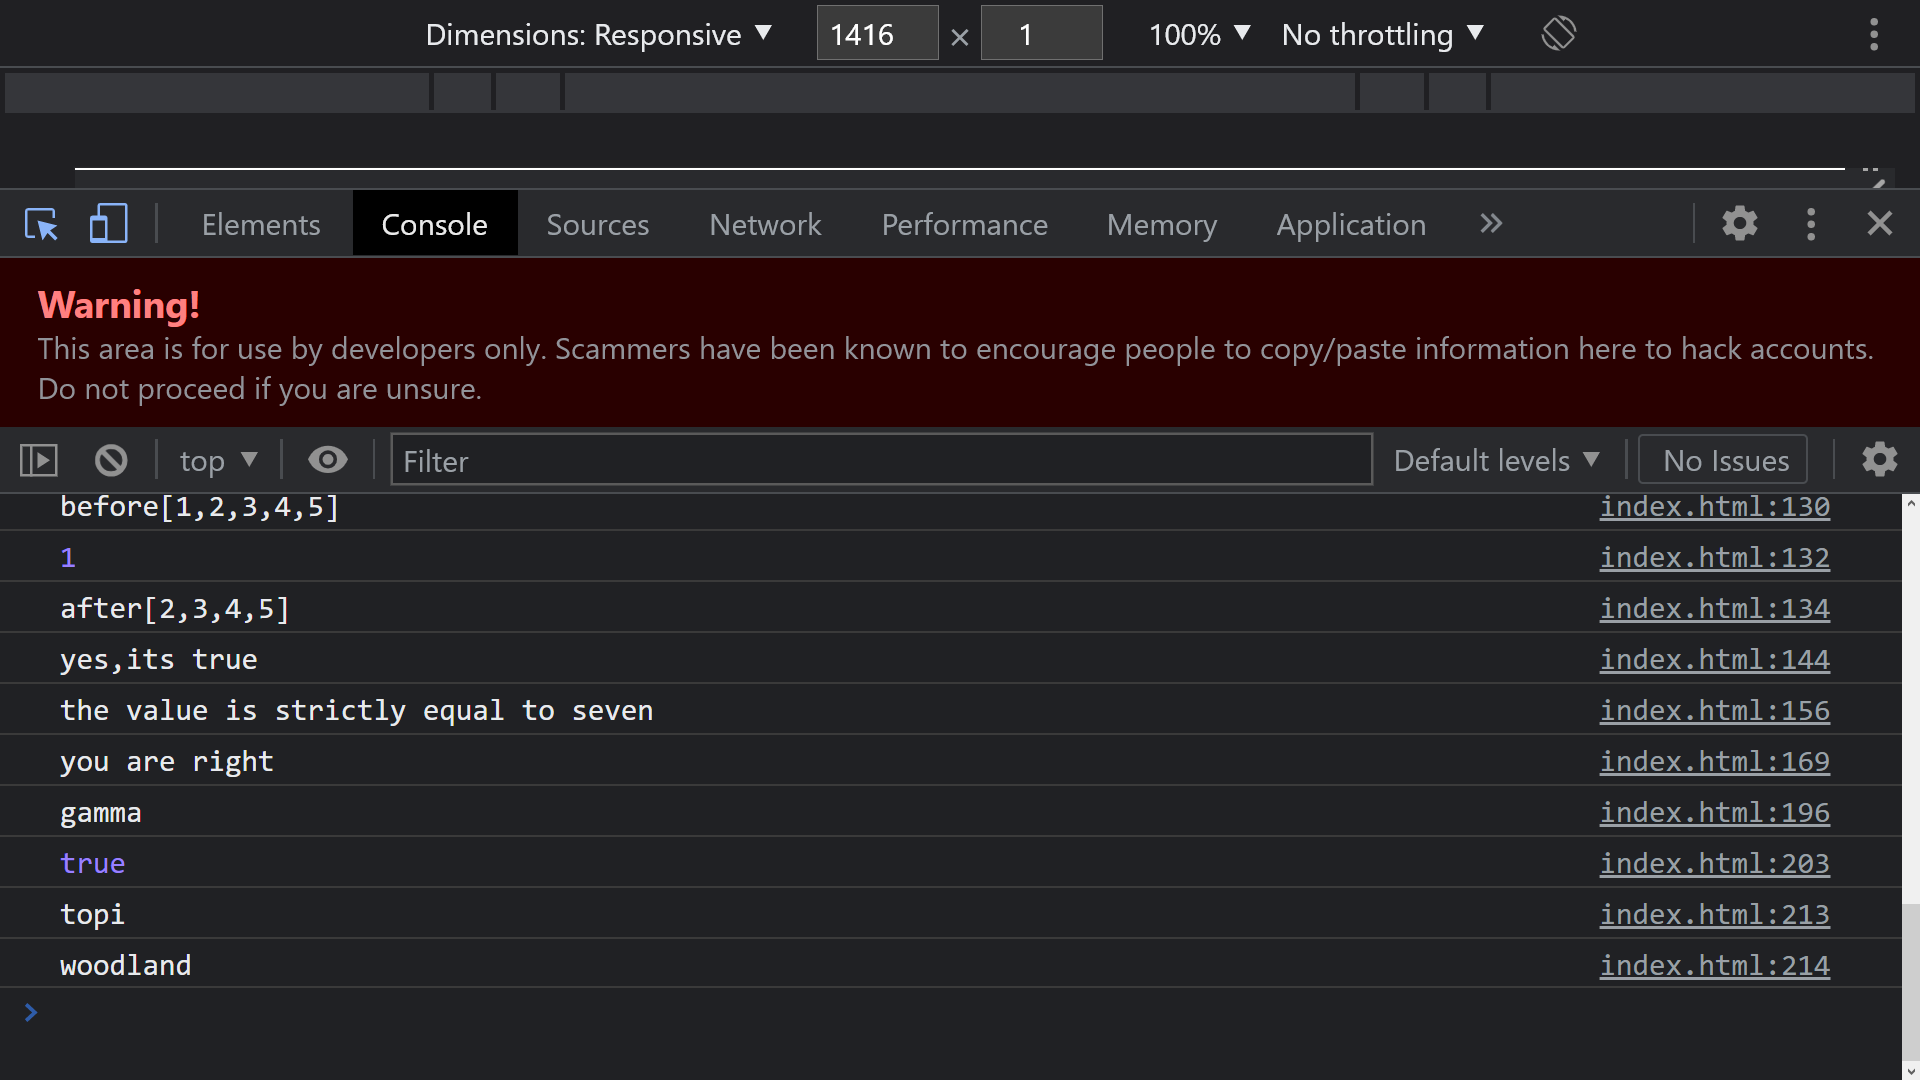 Dimensions: Responsive ▼ 1416 × 1 100% ▼ No throttling ▼
Elements Console Sources Network Performance Memory Application »
Warning!
This area is for use by developers only. Scammers have been known to encourage people to copy/paste information here to hack accounts.
Do not proceed if you are unsure.
top ▼ Filter Default levels ▼ No Issues
before[1,2,3,4,5] index.html:130
1 index.html:132
after[2,3,4,5] index.html:134
yes,its true index.html:144
the value is strictly equal to seven index.html:156
you are right index.html:169
gamma index.html:196
true index.html:203
topi index.html:213
woodland index.html:214